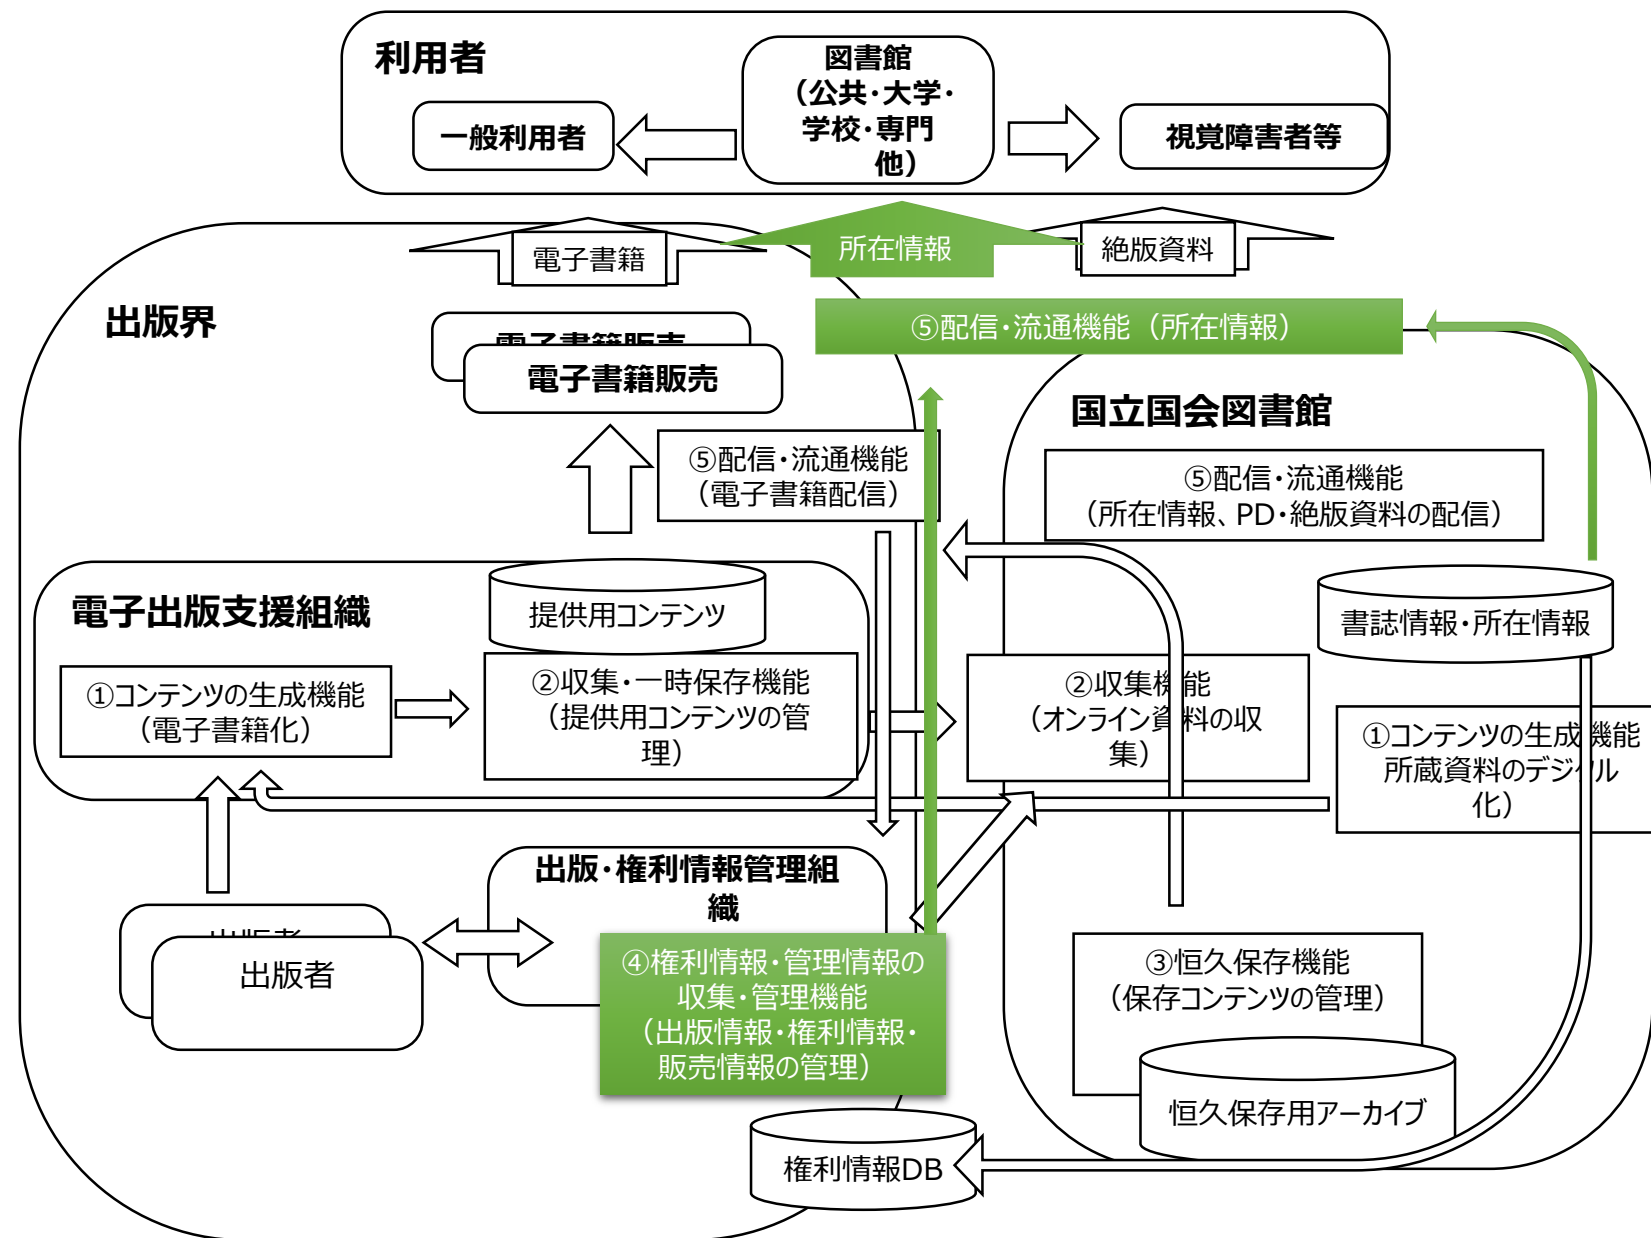 利用者
図書館
（公共・大学・
学校・専門
他）
一般利用者
視覚障害者等
電子書籍
所在情報
絶版資料
出版界
⑤配信・流通機能（所在情報）
電子書籍販売
電子書籍販売
国立国会図書館
⑤配信・流通機能
（電子書籍配信）
⑤配信・流通機能
（所在情報、PD・絶版資料の配信）
電子出版支援組織
提供用コンテンツ
書誌情報・所在情報
①コンテンツの生成機能
（電子書籍化）
②収集・一時保存機能
（提供用コンテンツの管
理）
②収集機能
（オンライン資料の収
集）
①コンテンツの生成機能
所蔵資料のデジタル
化）
出版・権利情報管理組
織
出版者
出版者
④権利情報・管理情報の
収集・管理機能
（出版情報・権利情報・
販売情報の管理）
③恒久保存機能
（保存コンテンツの管理）
恒久保存用アーカイブ
権利情報DB